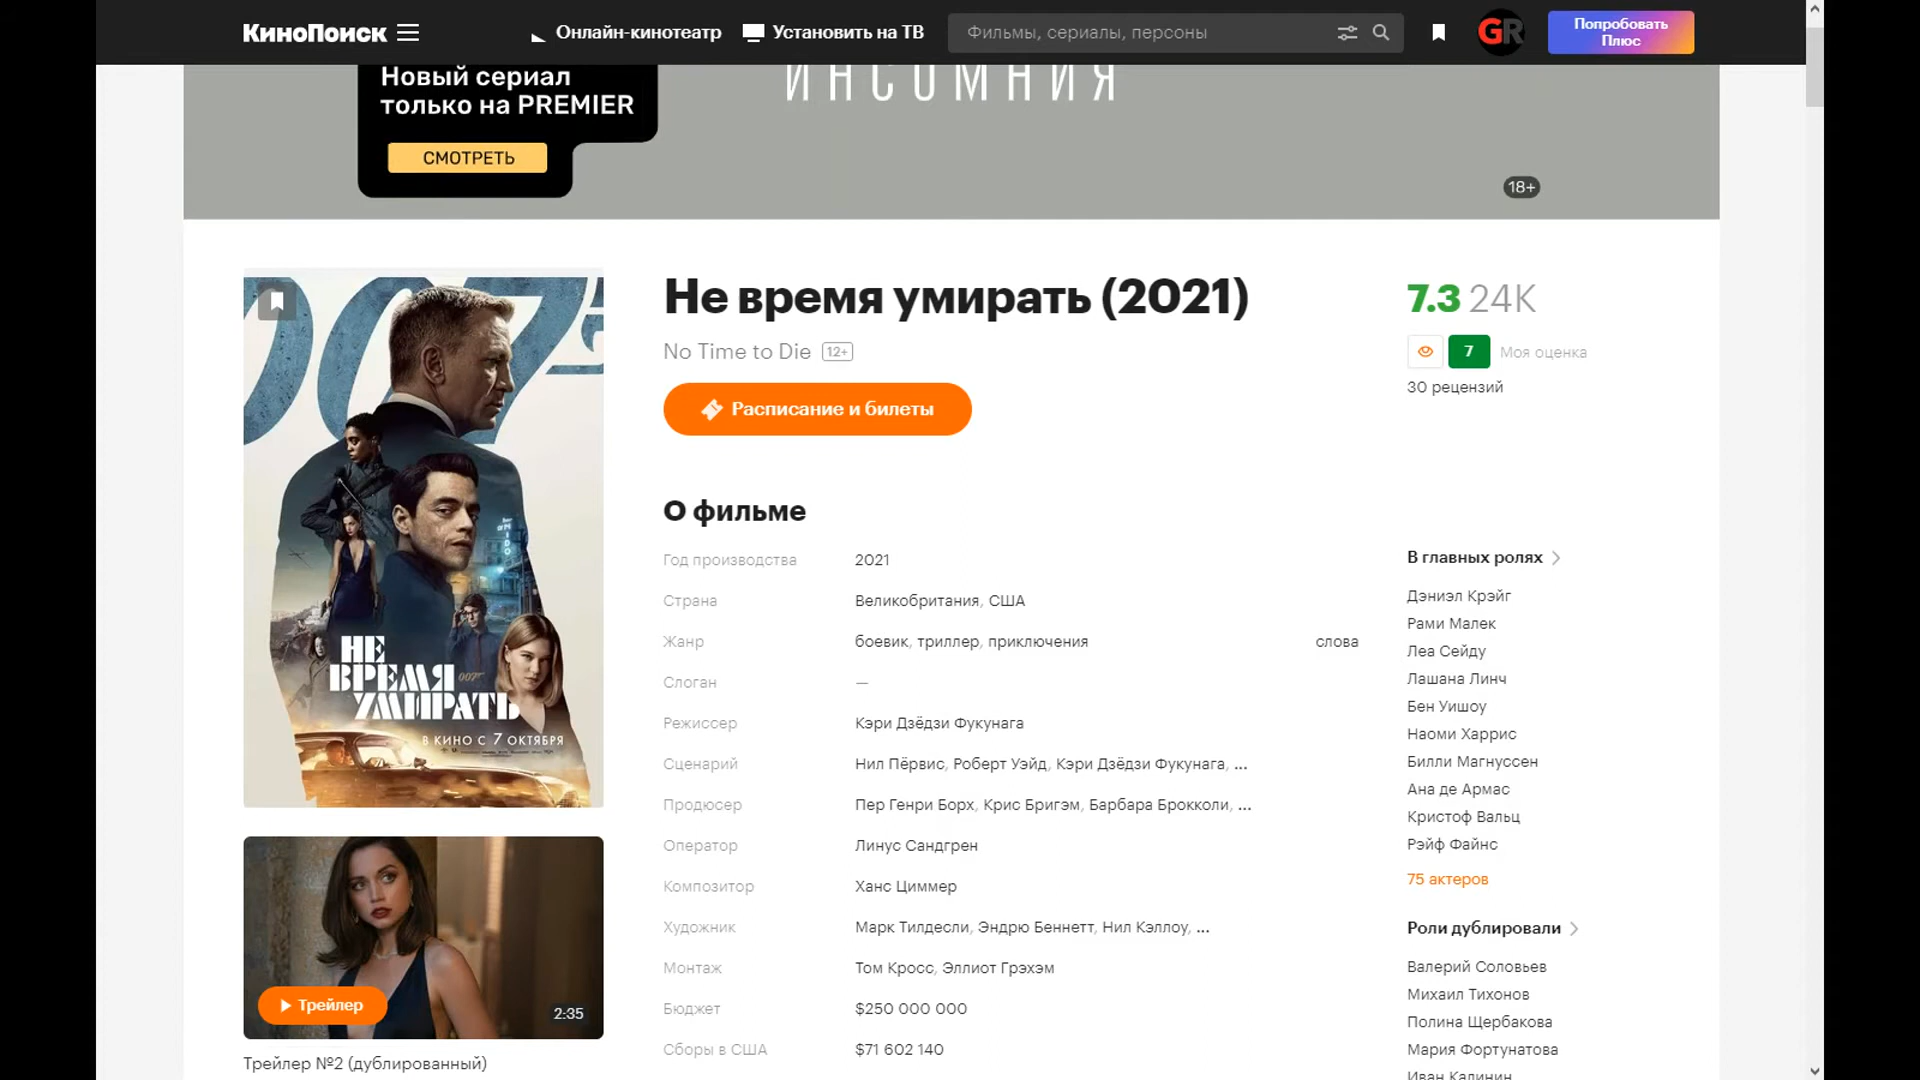 КиноПоиск
Онлайн-кинотеатр
Установить на ТВ
Фильмы, сериалы, персоны
GR
Попробовать
Плюс
Новый сериал
только на PREMIER
СМОТРЕТЬ
ИНСОМНИЯ
18+
007
НЕ
ВРЕМЯ 007
УМИРАТЬ
В КИНО С 7 ОКТЯБРЯ
Трейлер
2:35
Трейлер №2 (дублированный)
Не время умирать (2021)
No Time to Die 12+
Расписание и билеты
О фильме
Год производства 2021
Страна Великобритания, США
Жанр боевик, триллер, приключения слова
Слоган —
Режиссер Кэри Дзёдзи Фукунага
Сценарий Нил Пёрвис, Роберт Уэйд, Кэри Дзёдзи Фукунага, ...
Продюсер Пер Генри Борх, Крис Бригэм, Барбара Брокколи, ...
Оператор Линус Сандгрен
Композитор Ханс Циммер
Художник Марк Тилдесли, Эндрю Беннетт, Нил Кэллоу, ...
Монтаж Том Кросс, Эллиот Грэхэм
Бюджет $250 000 000
Сборы в США $71 602 140
7.3 24K
7 Моя оценка
30 рецензий
В главных ролях
Дэниэл Крэйг
Рами Малек
Леа Сейду
Лашана Линч
Бен Уишоу
Наоми Харрис
Билли Магнуссен
Ана де Армас
Кристоф Вальц
Рэйф Файнс
75 актеров
Роли дублировали
Валерий Соловьев
Михаил Тихонов
Полина Щербакова
Мария Фортунатова
Иван Калинин